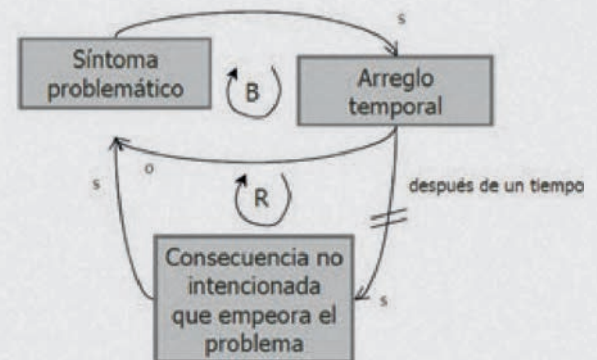 s
Síntoma
problemático
B
Arreglo
temporal
o
s
R
después de un tiempo
Consecuencia no
intencionada
que empeora el
problema
s